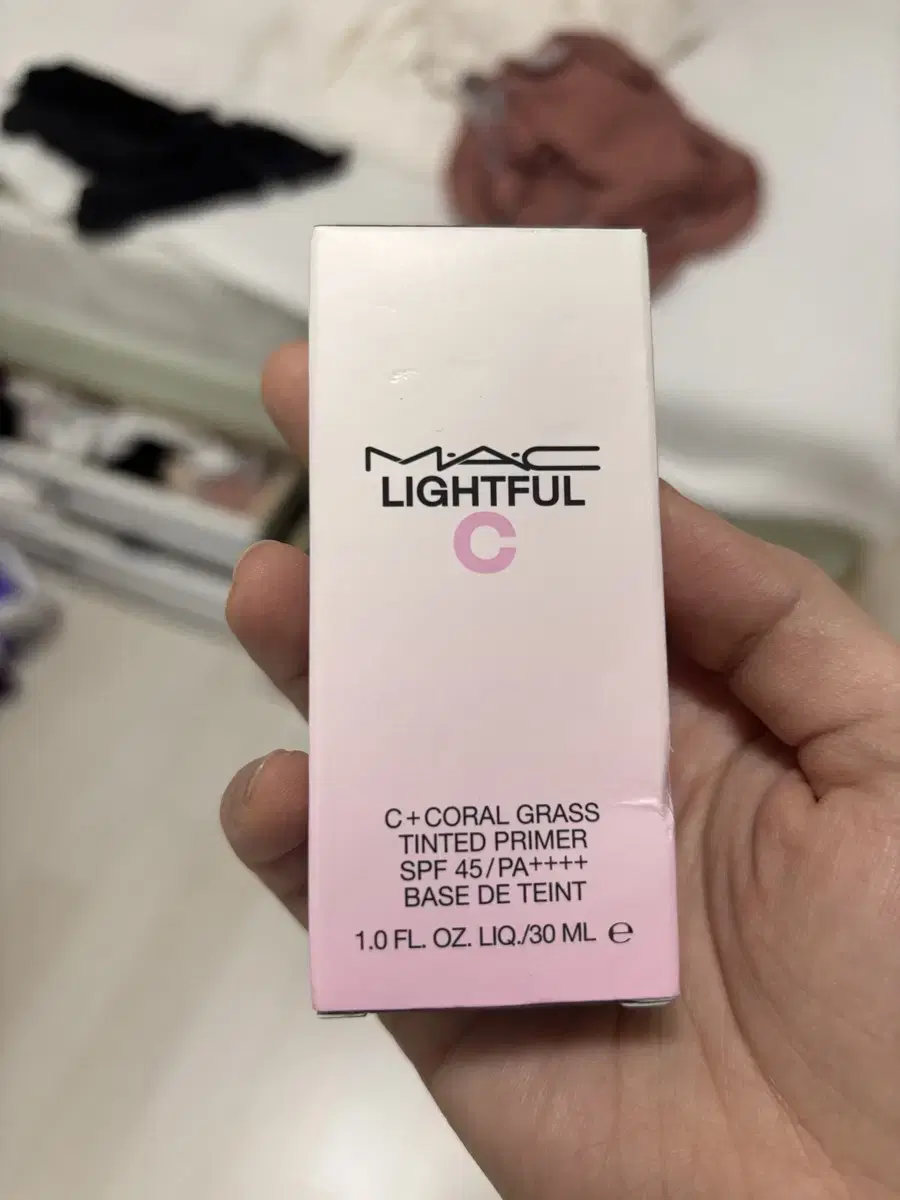 M·A·C
LIGHTFUL
C
C+CORAL GRASS
TINTED PRIMER
SPF 45/PA++++
BASE DE TEINT
1.0 FL. OZ. LIQ./30 ML ℮